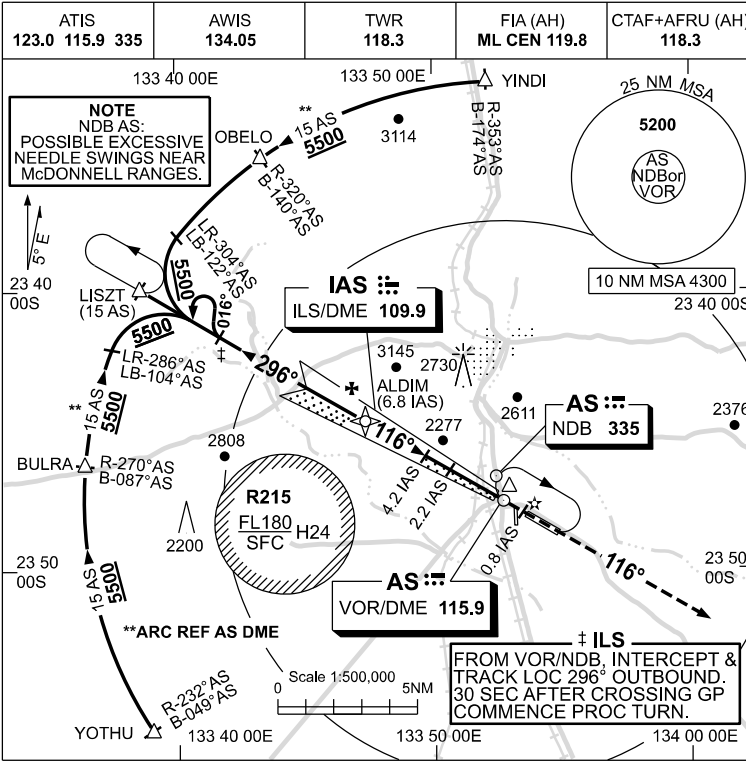 ATIS
123.0 115.9 335
AWIS
134.05
TWR
118.3
FIA (AH)
ML CEN 119.8
CTAF+AFRU (AH)
118.3
133 40 00E
133 50 00E
YINDI
25 NM MSA
5200
AS
NDBor
VOR
10 NM MSA 4300
NOTE
NDB AS:
POSSIBLE EXCESSIVE
NEEDLE SWINGS NEAR
McDONNELL RANGES.
**
15 AS
5500
3114
R-353°AS
B-174°AS
OBELO
R-320°AS
B-140°AS
5° E
LR-304°AS
LB-122°AS
5500
23 40
00S
23 40 00S
LISZT
(15 AS)
016°
‡
5500
LR-286°AS
LB-104°AS
IAS
ILS/DME 109.9
296°
3145
2730
ALDIM
(6.8 IAS)
2611
2376
2277
116°
AS
NDB 335
** 15 AS
5500
BULRA
R-270°AS
B-087°AS
2808
R215
FL180
SFC
H24
2200
4.2 IAS
2.2 IAS
0.8 IAS
116°
23 50
00S
23 50
00S
15 AS
5500
AS
VOR/DME 115.9
**ARC REF AS DME
Scale 1:500,000
0
5NM
‡ ILS
FROM VOR/NDB, INTERCEPT &
TRACK LOC 296° OUTBOUND.
30 SEC AFTER CROSSING GP
COMMENCE PROC TURN.
R-232°AS
B-049°AS
YOTHU
133 40 00E
133 50 00E
134 00 00E